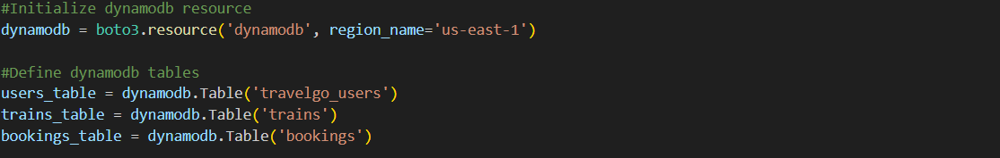 #Initialize dynamodb resource
dynamodb = boto3.resource('dynamodb', region_name='us-east-1')
#Define dynamodb tables
users_table = dynamodb.Table('travelgo_users')
trains_table = dynamodb.Table('trains')
bookings_table = dynamodb.Table('bookings')